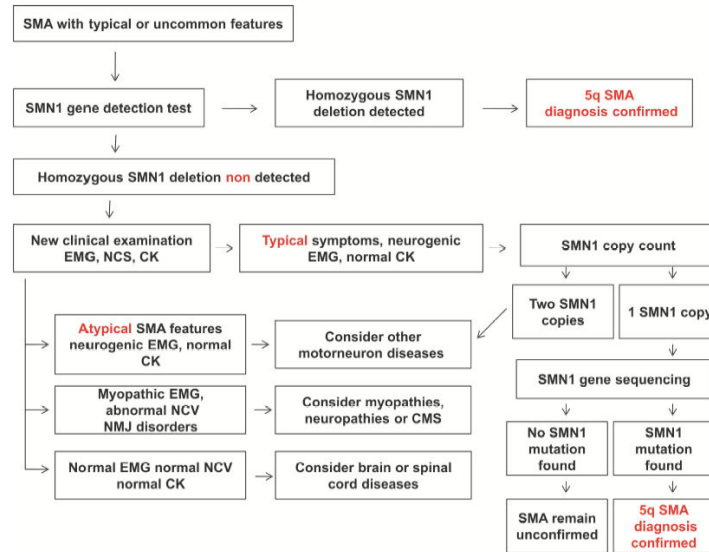 SMA with typical or uncommon features
SMN1 gene detection test
Homozygous SMN1
deletion detected
5q SMA
diagnosis confirmed
Homozygous SMN1 deletion non detected
New clinical examination
EMG, NCS, CK
Typical symptoms, neurogenic
EMG, normal CK
SMN1 copy count
Two SMN1
copies
1 SMN1 copy
Atypical SMA features
neurogenic EMG, normal
CK
Consider other
motorneuron diseases
SMN1 gene sequencing
Myopathic EMG,
abnormal NCV
NMJ disorders
Consider myopathies,
neuropathies or CMS
No SMN1
mutation
found
SMN1
mutation
found
Normal EMG normal NCV
normal CK
Consider brain or spinal
cord diseases
SMA remain
unconfirmed
5q SMA
diagnosis
confirmed